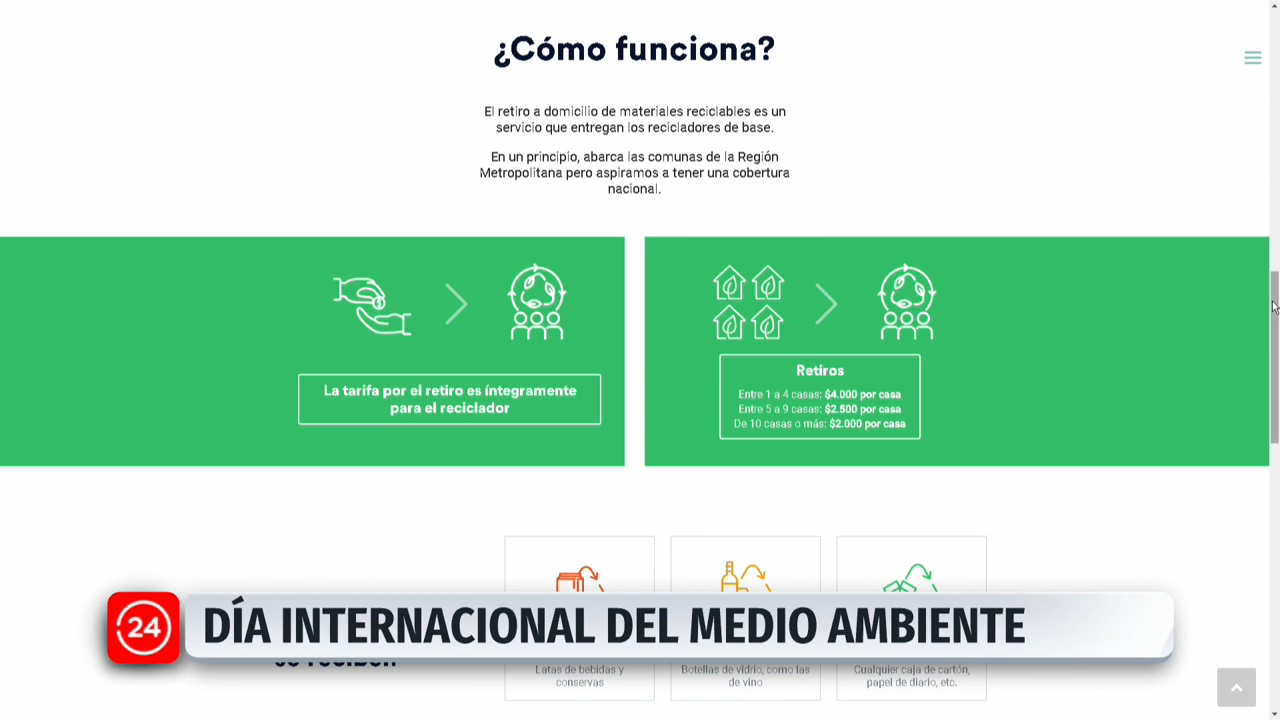 ¿Cómo funciona?
El retiro a domicilio de materiales reciclables es un
servicio que entregan los recicladores de base.
En un principio, abarca las comunas de la Región
Metropolitana pero aspiramos a tener una cobertura
nacional.
La tarifa por el retiro es íntegramente
para el reciclador
Retiros
Entre 1 a 4 casas: $4.000 por casa
Entre 5 a 9 casas: $2.500 por casa
De 10 casas o más: $2.000 por casa
24
DÍA INTERNACIONAL DEL MEDIO AMBIENTE
Latas de bebidas y
conservas
Botellas de vidrio, como las
de vino
Cualquier caja de cartón,
papel de diario, etc.